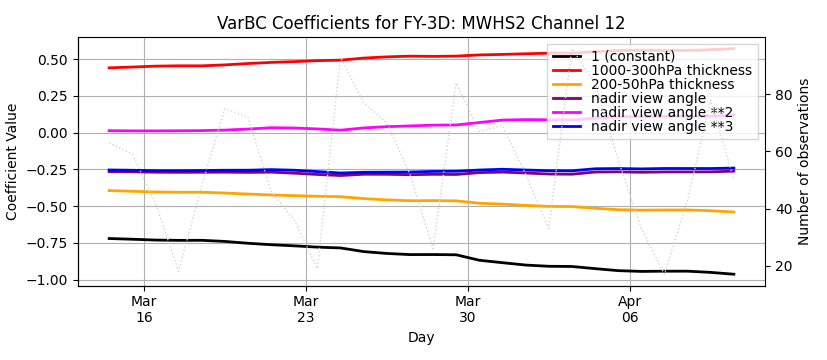 VarBC Coefficients for FY-3D: MWHS2 Channel 12
Coefficient Value
0.50
0.25
0.00
−0.25
−0.50
−0.75
−1.00
1 (constant)
1000-300hPa thickness
200-50hPa thickness
nadir view angle
nadir view angle **2
nadir view angle **3
80
60
40
20
Number of observations
Mar
16
Mar
23
Mar
30
Apr
06
Day